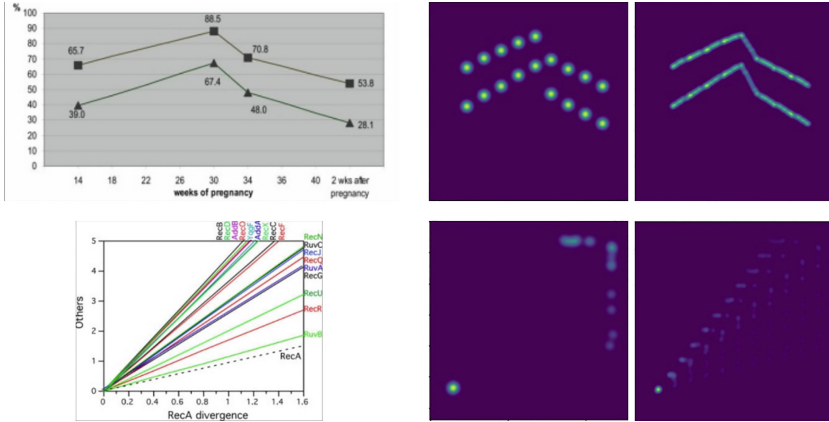 %
100
90
80
70
60
50
40
30
20
10
0
65.7
88.5
70.8
53.8
39.0
67.4
48.0
28.1
14 18 22 26 30 34 36 40 2 wks after
weeks of pregnancy pregnancy
RecB
RecD
AddB
RecO
AddA
RecX
RecC
RecF
RecN
RuvC
RecJ
RecQ
RuvA
RecG
RecU
RecR
RuvB
RecA
Others
5
4
3
2
1
0
0 0.2 0.4 0.6 0.8 1 1.2 1.4 1.6
RecA divergence